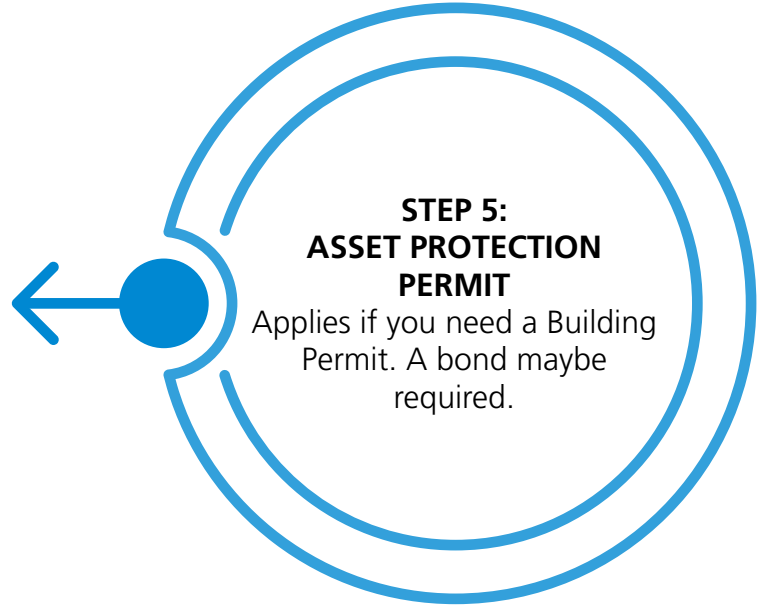 STEP 5:
ASSET PROTECTION
PERMIT
Applies if you need a Building
Permit. A bond maybe
required.